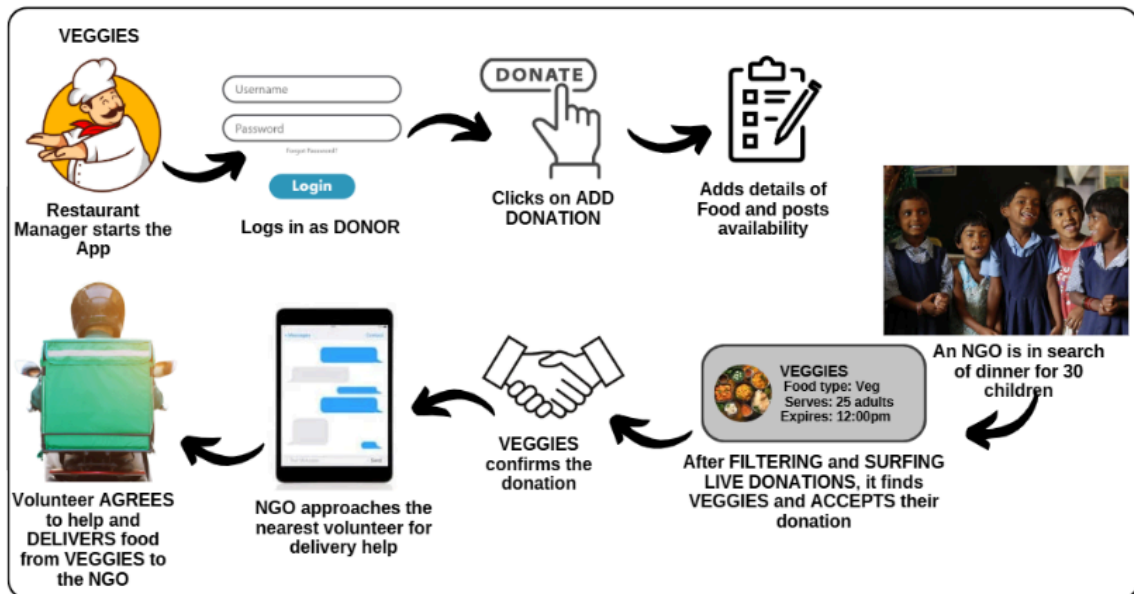 VEGGIES
Restaurant
Manager starts the
App
Username
Password
Forgot Password?
Login
Logs in as DONOR
DONATE
Clicks on ADD
DONATION
Adds details of
Food and posts
availability
An NGO is in search
of dinner for 30
children
VEGGIES
Food type: Veg
Serves: 25 adults
Expires: 12:00pm
After FILTERING and SURFING
LIVE DONATIONS, it finds
VEGGIES and ACCEPTS their
donation
VEGGIES
confirms the
donation
Contact
Send
NGO approaches the
nearest volunteer for
delivery help
Volunteer AGREES
to help and
DELIVERS food
from VEGGIES to
the NGO